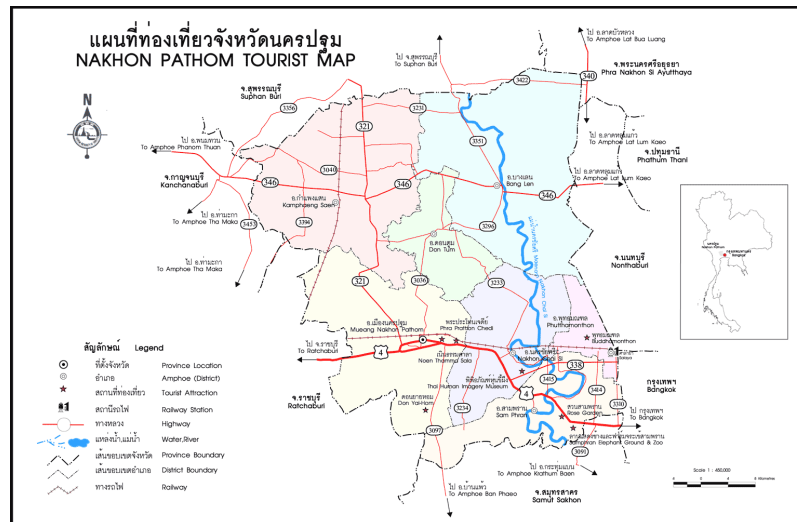 แผนที่ท่องเที่ยวจังหวัดนครปฐม
NAKHON PATHOM TOURIST MAP
ไป อ.ลาดบัวหลวง
To Amphoe Lat Bua Luang
ไป จ.สุพรรณบุรี
To Suphan Buri
จ.พระนครศรีอยุธยา
Phra Nakhon Si Ayutthaya
340
3422
จ.สุพรรณบุรี
Suphan Buri
3356
321
3231
3351
N
ไป อ.พนมทวน
To Amphoe Phanom Thuan
ไป อ.ลาดหลุมแก้ว
To Amphoe Lat Lum Kaeo
จ.ปทุมธานี
Phathum Thani
3040
จ.กาญจนบุรี
Kanchanaburi
346
346
346
อ.บางเลน
Bang Len
ไป อ.ลาดหลุมแก้ว
To Amphoe Lat Lum Kaeo
อ.กำแพงแสน
Kamphaeng Saen
ไป อ.ท่ามะกา
To Amphoe Tha Maka
3453
3394
3296
อ.ดอนตูม
Don Tum
ไป อ.ท่ามะกา
To Amphoe Tha Maka
จ.นนทบุรี
Nonthaburi
321
3036
3233
อ.เมืองนครปฐม
Mueang Nakhon Pathom
พระประโทนเจดีย์
Phra Pathon Chedi
อ.พุทธมณฑล
Phutthamonthon
พุทธมณฑล
Buddhamonthon
ไป จ.ราชบุรี
To Ratchaburi
4
เนินธรรมศาลา
Noen Thammal Sala
อ.นครชัยศรี
Nakhon Chai Si
338
พิพิธภัณฑ์หุ่นขี้ผึ้ง
Thai Human Imagery Museum
3415
3414
3310
4
กรุงเทพฯ
Bangkok
จ.ราชบุรี
Ratchaburi
ดอนยายหอม
Don Yai-Hom
3234
อ.สามพราน
Sam Phran
สวนสามพราน
Rose Garden
ไป กรุงเทพฯ
To Bangkok
3097
Samphran Elephant Ground & Zoo
3091
ไป อ.กระทุ่มแบน
To Amphoe Krathum Baen
ไป อ.บ้านแพ้ว
To Amphoe Ban Phaeo
จ.สมุทรสาคร
Samut Sakhon
สัญลักษณ์ Legend
ที่ตั้งจังหวัด Province Location
อำเภอ Amphoe (District)
สถานที่ท่องเที่ยว Tourist Attraction
สถานีรถไฟ Railway Station
ทางหลวง Highway
แหล่งน้ำ,แม่น้ำ Water,River
เส้นขอบเขตจังหวัด Province Boundary
เส้นขอบเขตอำเภอ District Boundary
ทางรถไฟ Railway
Scale 1 : 450,000